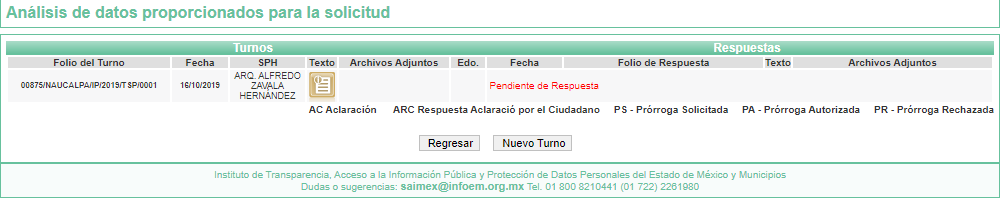 Análisis de datos proporcionados para la solicitud
Turnos Respuestas
Folio del Turno Fecha SPH Texto Archivos Adjuntos Edo. Fecha Folio de Respuesta Texto Archivos Adjuntos
00875/NAUCALPA/IP/2019/TSP/0001 16/10/2019 ARQ. ALFREDO ZAVALA HERNÁNDEZ Pendiente de Respuesta
AC Aclaración ARC Respuesta Aclaració por el Ciudadano PS - Prórroga Solicitada PA - Prórroga Autorizada PR - Prórroga Rechazada
Regresar Nuevo Turno
Instituto de Transparencia, Acceso a la Información Pública y Protección de Datos Personales del Estado de México y Municipios
Dudas o sugerencias: saimex@infoem.org.mx Tel. 01 800 8210441 (01 722) 2261980